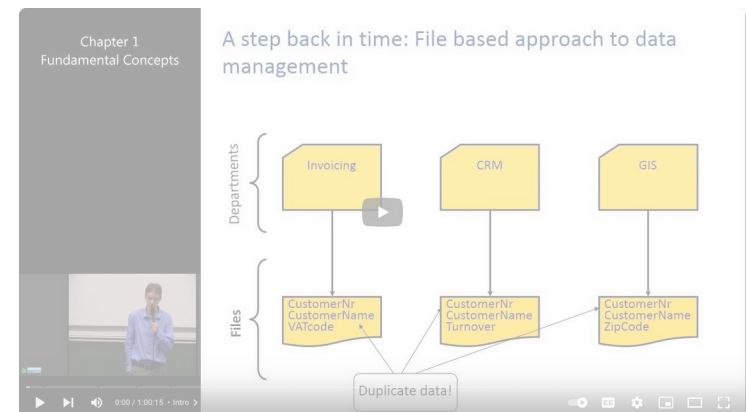 Chapter 1
Fundamental Concepts
A step back in time: File based approach to data
management
Departments
Invoicing
CRM
GIS
Files
CustomerNr
CustomerName
VATcode
CustomerNr
CustomerName
Turnover
CustomerNr
CustomerName
ZipCode
Duplicate data!
0:00 / 1:00:15 • Intro >
CC